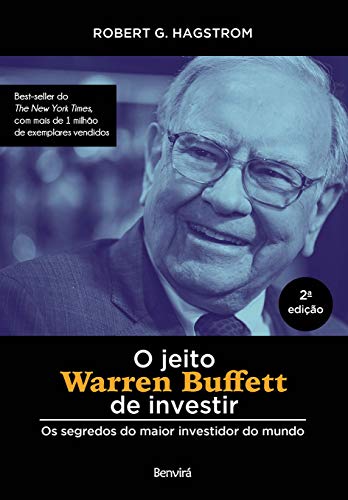 ROBERT G. HAGSTROM
Best-seller do
The New York Times,
com mais de 1 milhão
de exemplares vendidos
2ª
edição
O jeito
Warren Buffett
de investir
Os segredos do maior investidor do mundo
Benvirá